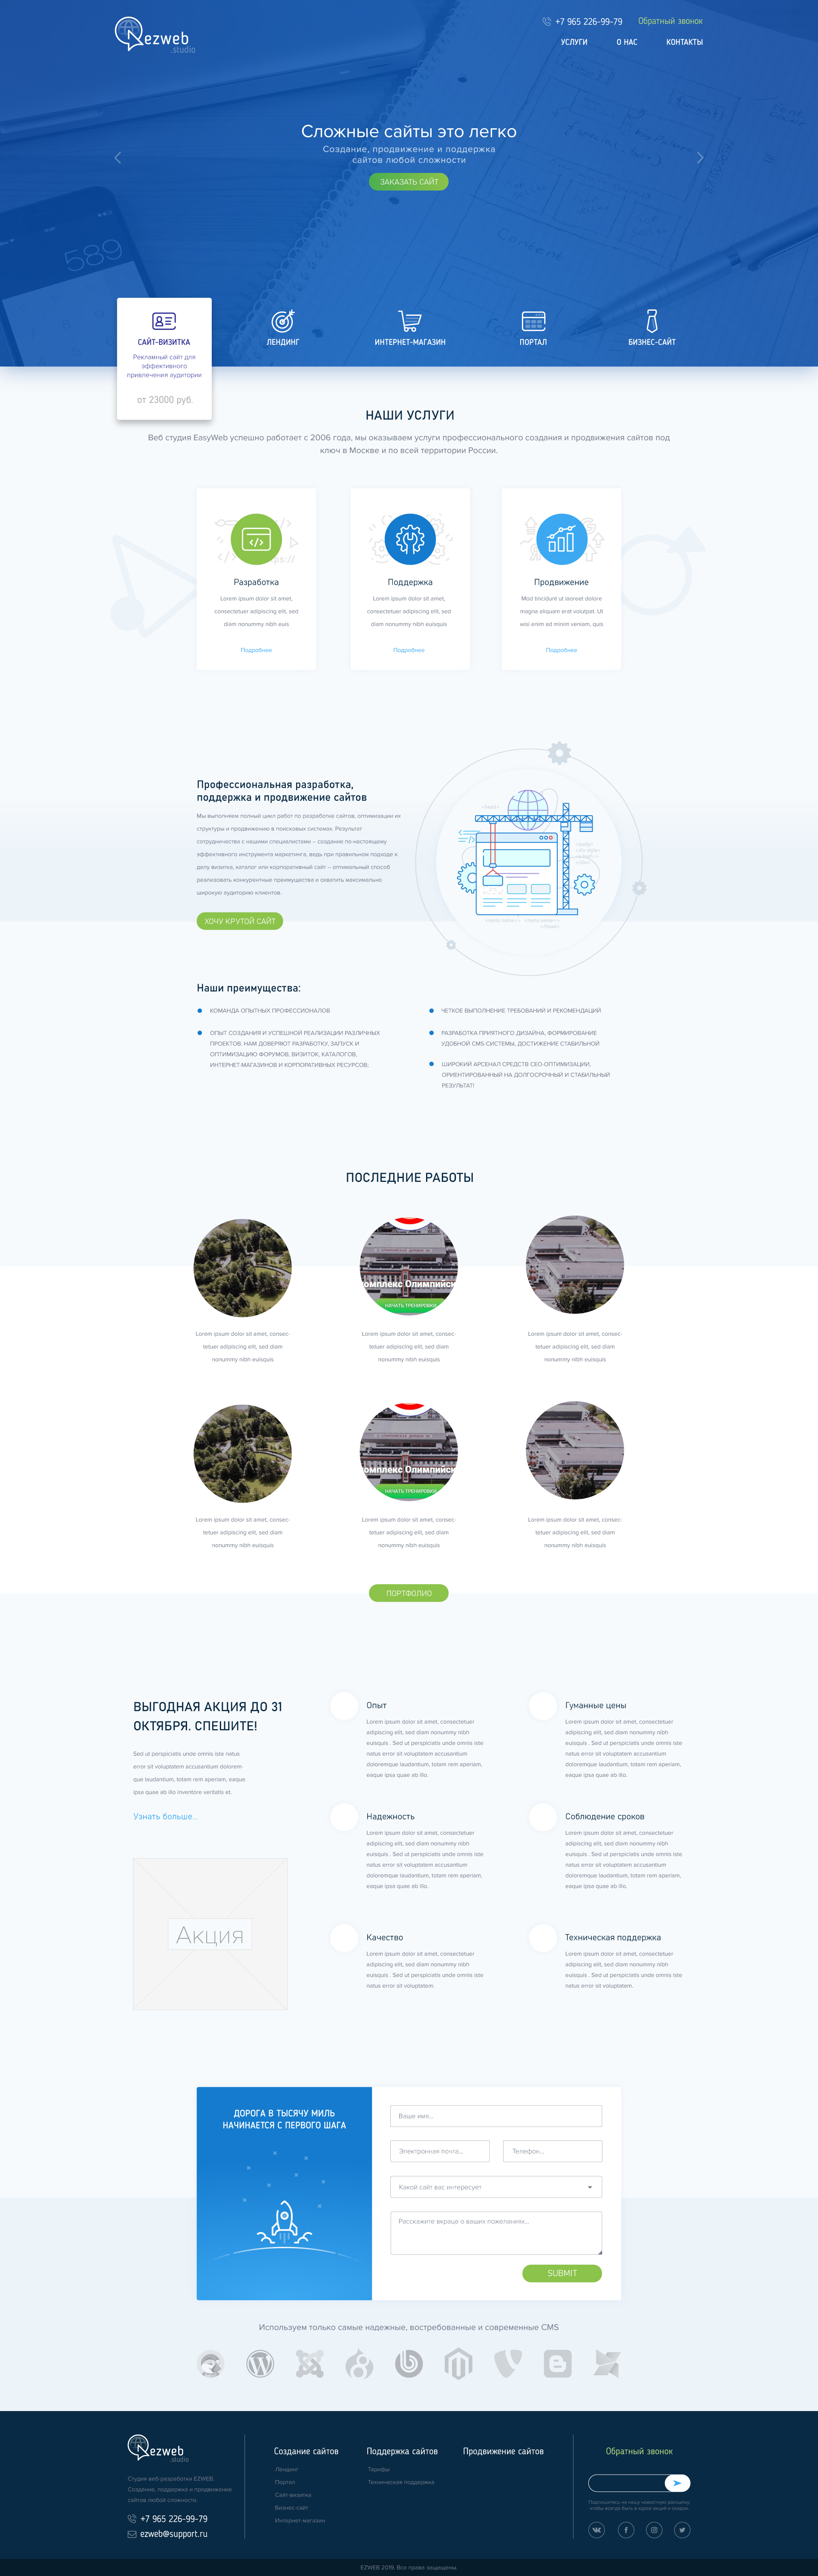 ezweb
.studio
+7 965 226-99-79
Обратный звонок
УСЛУГИ
О НАС
КОНТАКТЫ
Сложные сайты это легко
Создание, продвижение и поддержка
сайтов любой сложности
ЗАКАЗАТЬ САЙТ
589
САЙТ-ВИЗИТКА
Рекламный сайт для
эффективного
привлечения аудитории
от 23000 руб.
ЛЕНДИНГ
ИНТЕРНЕТ-МАГАЗИН
ПОРТАЛ
БИЗНЕС-САЙТ
НАШИ УСЛУГИ
Веб студия EasyWeb успешно работает с 2006 года, мы оказываем услуги профессионального создания и продвижения сайтов под
ключ в Москве и по всей территории России.
Разработка
Lorem ipsum dolor sit amet,
consectetuer adipiscing elit, sed
diam nonummy nibh euis
Подробнее
Поддержка
Lorem ipsum dolor sit amet,
consectetuer adipiscing elit, sed
diam nonummy nibh euisquis
Подробнее
Продвижение
Mod tincidunt ut laoreet dolore
magna aliquam erat volutpat. Ut
wisi enim ad minim veniam, quis
Подробнее
Профессиональная разработка,
поддержка и продвижение сайтов
Мы выполняем полный цикл работ по разработке сайтов, оптимизации их
структуры и продвижению в поисковых системах. Результат
сотрудничества с нашими специалистами – создание по-настоящему
эффективного инструмента маркетинга, ведь при правильном подходе к
делу визитка, каталог или корпоративный сайт – оптимальный способ
реализовать конкурентные преимущества и охватить максимально
широкую аудиторию клиентов.
ХОЧУ КРУТОЙ САЙТ
Наши преимущества:
КОМАНДА ОПЫТНЫХ ПРОФЕССИОНАЛОВ
ОПЫТ СОЗДАНИЯ И УСПЕШНОЙ РЕАЛИЗАЦИИ РАЗЛИЧНЫХ
ПРОЕКТОВ. НАМ ДОВЕРЯЮТ РАЗРАБОТКУ, ЗАПУСК И
ОПТИМИЗАЦИЮ ФОРУМОВ, ВИЗИТОК, КАТАЛОГОВ,
ИНТЕРНЕТ-МАГАЗИНОВ И КОРПОРАТИВНЫХ РЕСУРСОВ;
ЧЕТКОЕ ВЫПОЛНЕНИЕ ТРЕБОВАНИЙ И РЕКОМЕНДАЦИЙ
РАЗРАБОТКА ПРИЯТНОГО ДИЗАЙНА, ФОРМИРОВАНИЕ
УДОБНОЙ CMS СИСТЕМЫ, ДОСТИЖЕНИЕ СТАБИЛЬНОЙ
ШИРОКИЙ АРСЕНАЛ СРЕДСТВ СЕО-ОПТИМИЗАЦИИ,
ОРИЕНТИРОВАННЫЙ НА ДОЛГОСРОЧНЫЙ И СТАБИЛЬНЫЙ
РЕЗУЛЬТАТ!
ПОСЛЕДНИЕ РАБОТЫ
омплекс Олимпийск
НАЧАТЬ ТРЕНИРОВКИ
Lorem ipsum dolor sit amet, consec-
tetuer adipiscing elit, sed diam
nonummy nibh euisquis
Lorem ipsum dolor sit amet, consec-
tetuer adipiscing elit, sed diam
nonummy nibh euisquis
Lorem ipsum dolor sit amet, consec-
tetuer adipiscing elit, sed diam
nonummy nibh euisquis
омплекс Олимпийск
НАЧАТЬ ТРЕНИРОВКИ
Lorem ipsum dolor sit amet, consec-
tetuer adipiscing elit, sed diam
nonummy nibh euisquis
Lorem ipsum dolor sit amet, consec-
tetuer adipiscing elit, sed diam
nonummy nibh euisquis
Lorem ipsum dolor sit amet, consec-
tetuer adipiscing elit, sed diam
nonummy nibh euisquis
ПОРТФОЛИО
ВЫГОДНАЯ АКЦИЯ ДО 31
ОКТЯБРЯ. СПЕШИТЕ!
Sed ut perspiciatis unde omnis iste natus
error sit voluptatem accusantium dolorem-
que laudantium, totam rem aperiam, eaque
ipsa quae ab illo inventore veritatis et.
Узнать больше...
Акция
Опыт
Lorem ipsum dolor sit amet, consectetuer
adipiscing elit, sed diam nonummy nibh
euisquis . Sed ut perspiciatis unde omnis iste
natus error sit voluptatem accusantium
doloremque laudantium, totam rem aperiam,
eaque ipsa quae ab illo.
Гуманные цены
Lorem ipsum dolor sit amet, consectetuer
adipiscing elit, sed diam nonummy nibh
euisquis . Sed ut perspiciatis unde omnis iste
natus error sit voluptatem accusantium
doloremque laudantium, totam rem aperiam,
eaque ipsa quae ab illo.
Надежность
Lorem ipsum dolor sit amet, consectetuer
adipiscing elit, sed diam nonummy nibh
euisquis . Sed ut perspiciatis unde omnis iste
natus error sit voluptatem accusantium
doloremque laudantium, totam rem aperiam,
eaque ipsa quae ab illo.
Соблюдение сроков
Lorem ipsum dolor sit amet, consectetuer
adipiscing elit, sed diam nonummy nibh
euisquis . Sed ut perspiciatis unde omnis iste
natus error sit voluptatem accusantium
doloremque laudantium, totam rem aperiam,
eaque ipsa quae ab illo.
Качество
Lorem ipsum dolor sit amet, consectetuer
adipiscing elit, sed diam nonummy nibh
euisquis . Sed ut perspiciatis unde omnis iste
natus error sit voluptatem.
Техническая поддержка
Lorem ipsum dolor sit amet, consectetuer
adipiscing elit, sed diam nonummy nibh
euisquis . Sed ut perspiciatis unde omnis iste
natus error sit voluptatem.
ДОРОГА В ТЫСЯЧУ МИЛЬ
НАЧИНАЕТСЯ С ПЕРВОГО ШАГА
Ваше имя...
Электронная почта...
Телефон...
Какой сайт вас интересует
Расскажите вкраце о ваших пожеланиях...
SUBMIT
Используем только самые надежные, востребованные и современные CMS
ezweb
.studio
Студия веб-разработки EZWEB.
Создание, поддержка и продвижение
сайтов любой сложности.
+7 965 226-99-79
ezweb@support.ru
Создание сайтов
Лендинг
Портал
Сайт-визитка
Бизнес-сайт
Интернет-магазин
Поддержка сайтов
Тарифы
Техническая поддержка
Продвижение сайтов
Обратный звонок
Подпишитесь на нашу новостную рассылку,
чтобы всегда быть в курсе акций и скидок.
EZWEB 2019. Все права защищены.